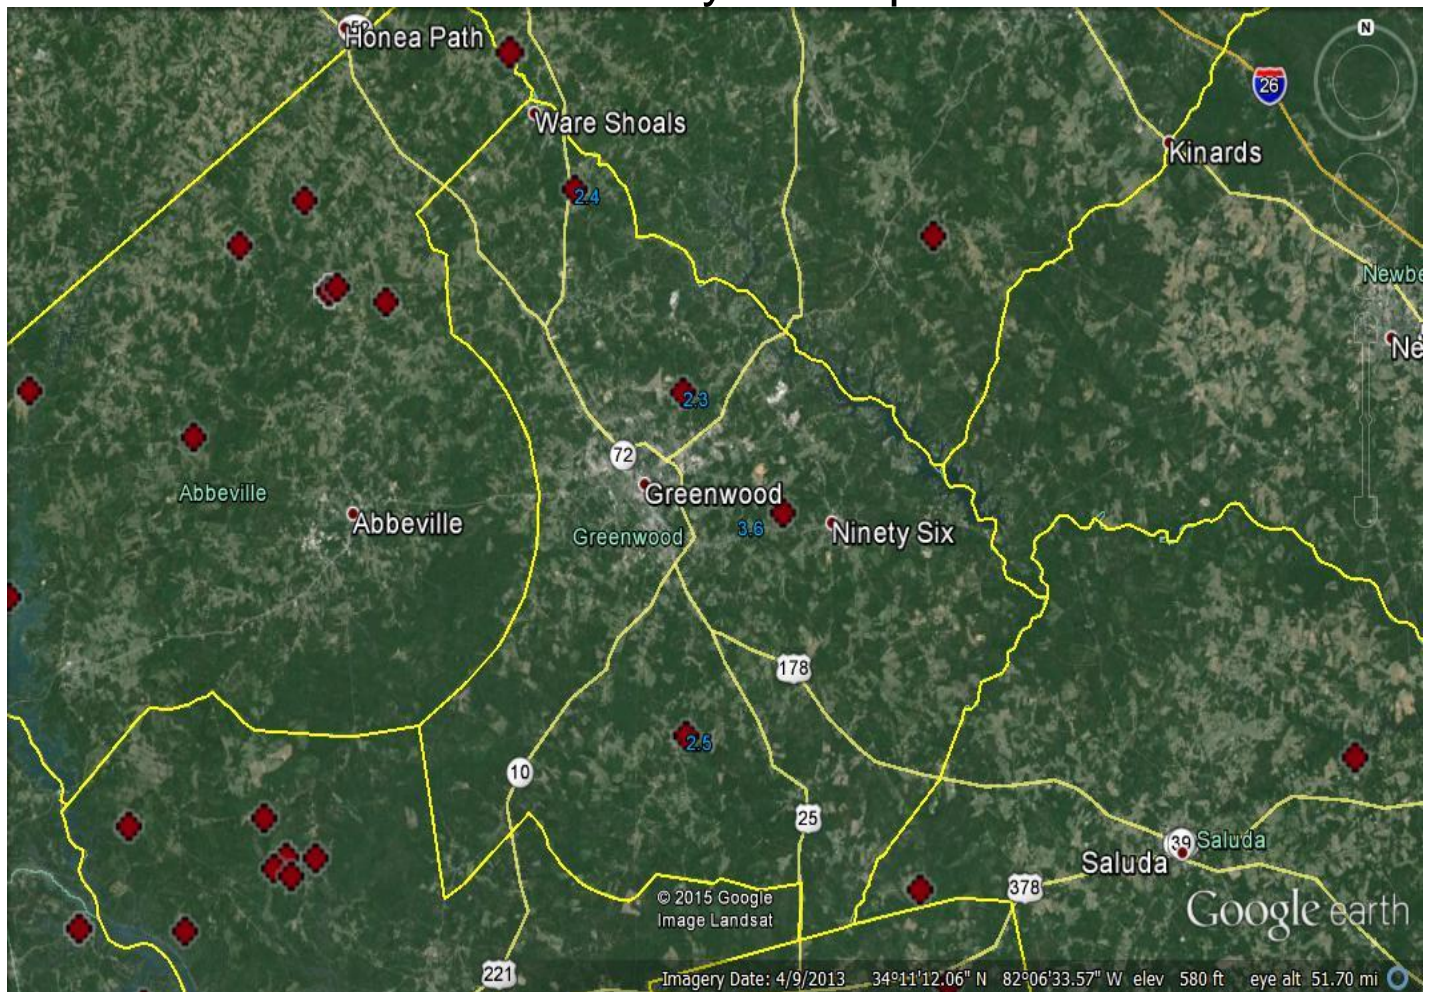 N
Honea Path
26
Ware Shoals
Kinards
2.4
Newbe
Ne
2.3
72
Greenwood
Abbeville
Abbeville
3.6
Ninety Six
Greenwood
178
2.5
10
25
39
Saluda
Saluda
378
© 2015 Google
Image Landsat
Google earth
221
Imagery Date: 4/9/2013 34°11'12.06" N 82°06'33.57" W elev 580 ft eye alt 51.70 mi